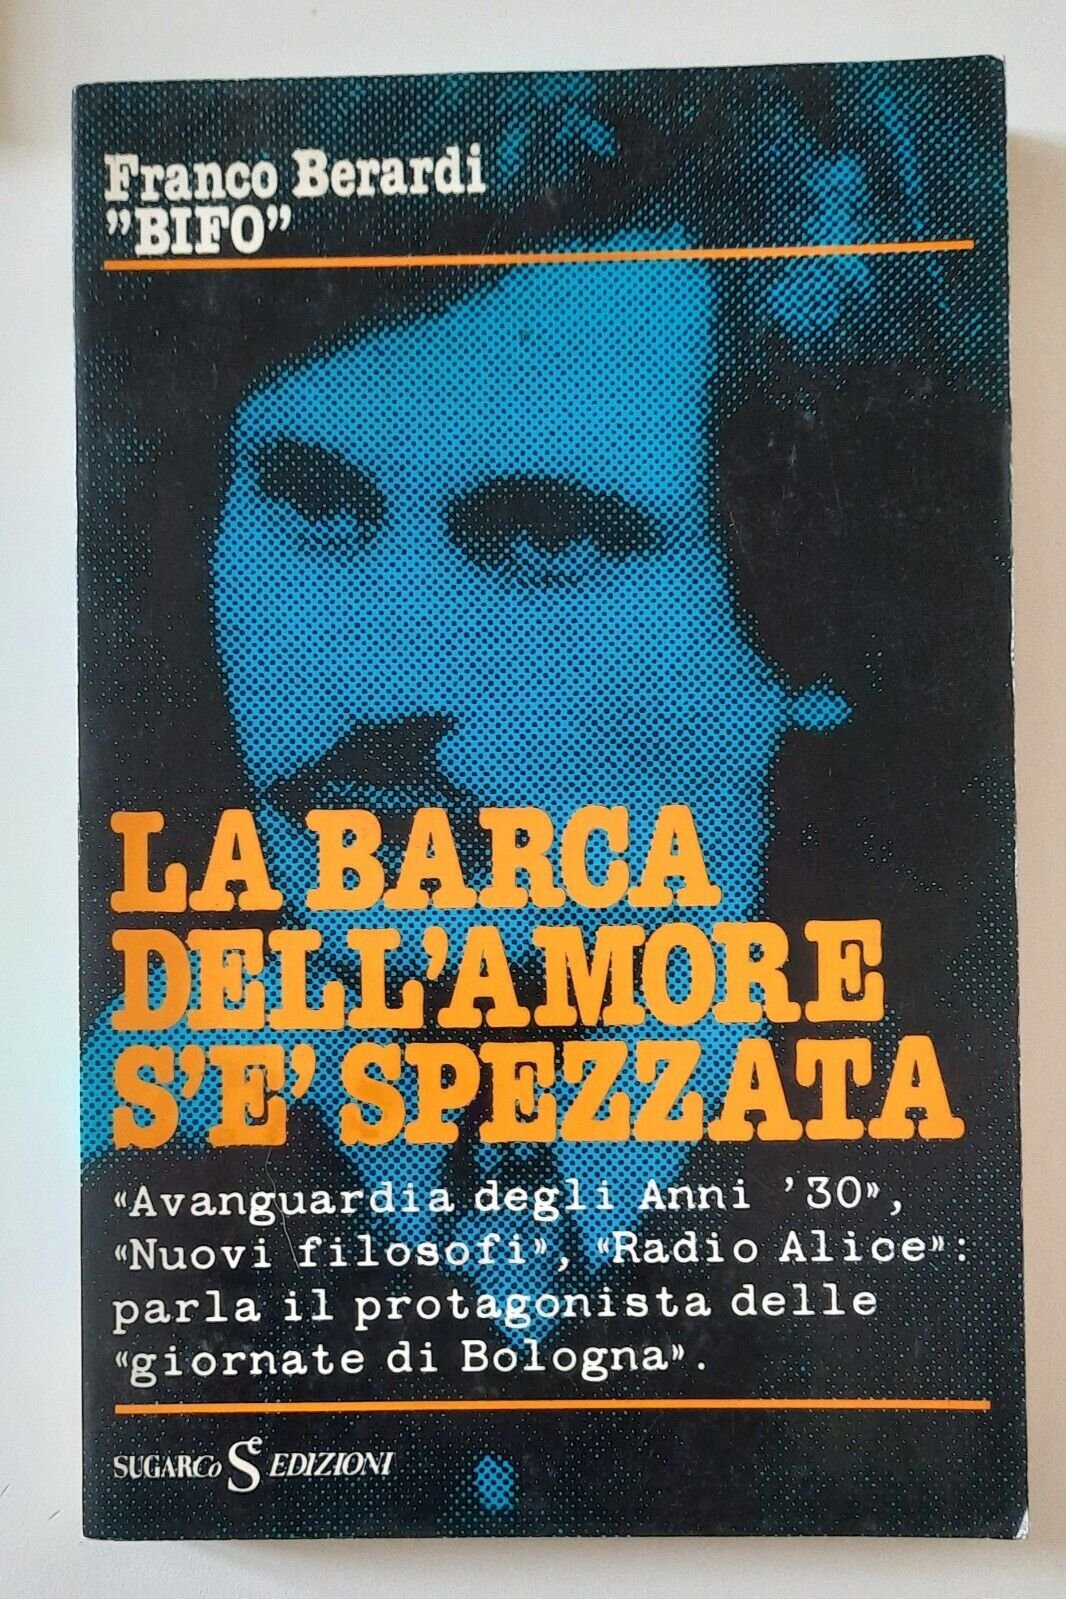 Franco Berardi
"BIFO"
LA BARCA
DELL'AMORE
S'E' SPEZZATA
«Avanguardia degli Anni '30»,
«Nuovi filosofi», «Radio Alice»:
parla il protagonista delle
«giornate di Bologna».
SUGARCo Se EDIZIONI